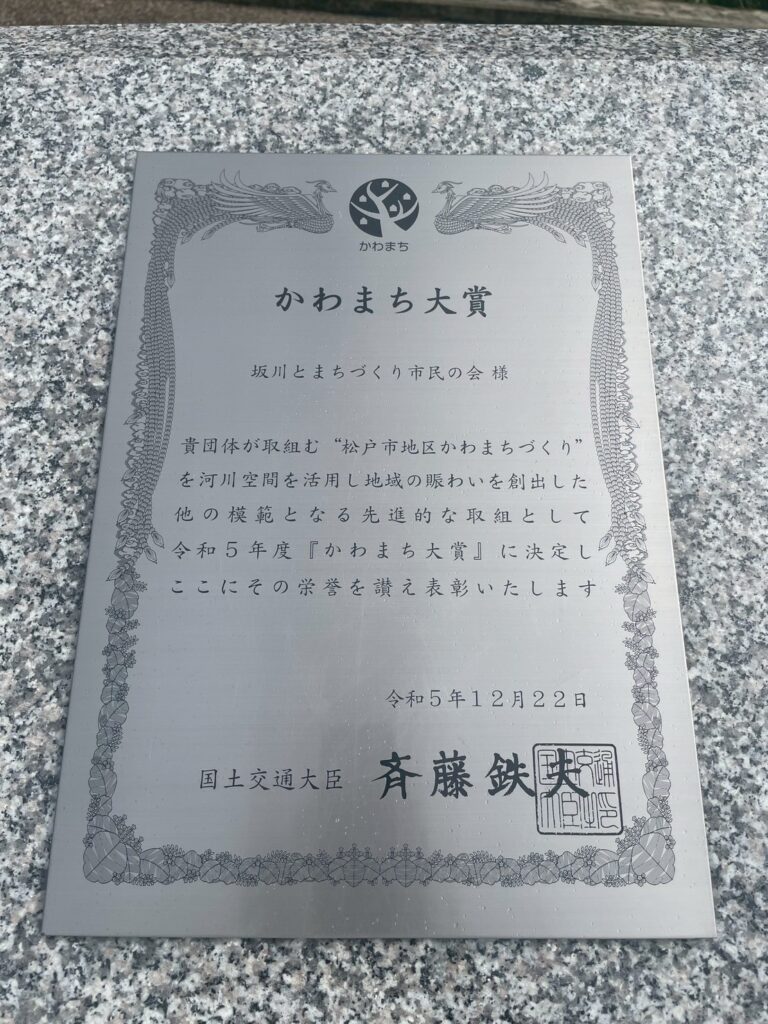 かわまち
かわまち大賞
坂川とまちづくり市民の会 様
貴団体が取組む“松戸市地区かわまちづくり”
を河川空間を活用し地域の賑わいを創出した
他の模範となる先進的な取組として
令和5年度『かわまち大賞』に決定し
ここにその栄誉を讃え表彰いたします
令和5年12月22日
国土交通大臣 斉藤鉄夫